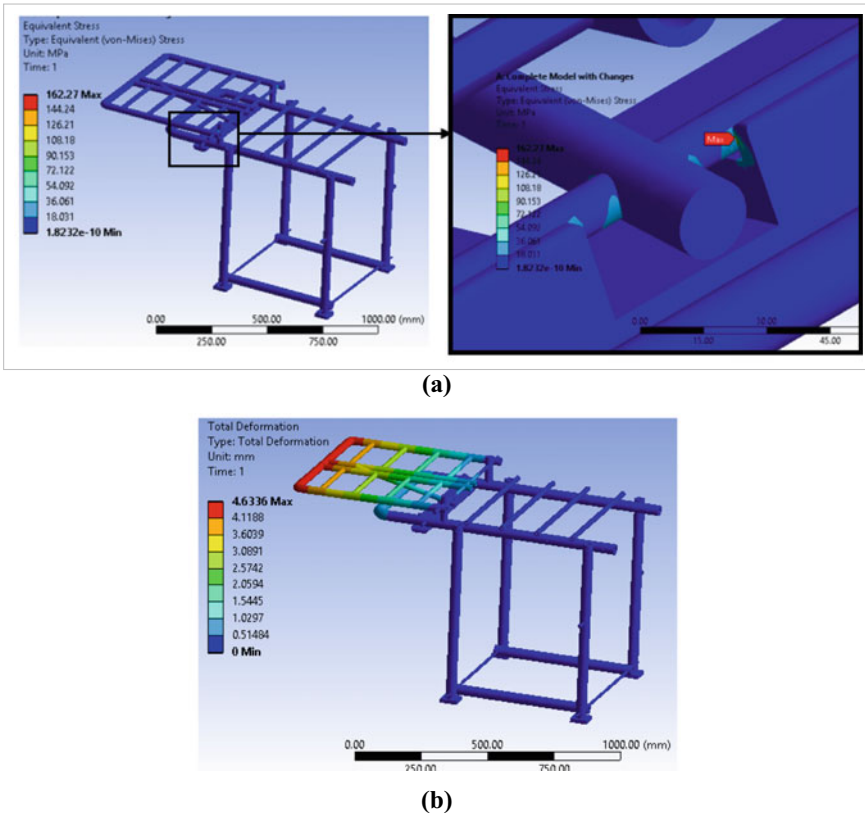 Equivalent Stress
Type: Equivalent (von-Mises) Stress
Unit: MPa
Time: 1
162.27 Max
144.24
126.21
108.18
90.153
72.122
54.092
36.061
18.031
1.8232e-10 Min
0.00
500.00
1000.00 (mm)
250.00
750.00
A: Complete Model with Changes
Equivalent Stress
Type: Equivalent (von-Mises) Stress
Unit: MPa
Time: 1
162.27 Max
144.24
126.21
108.18
90.153
72.122
54.092
36.061
18.031
1.8232e-10 Min
Max
0.00
30.00
15.00
45.00
(a)
Total Deformation
Type: Total Deformation
Unit: mm
Time: 1
4.6336 Max
4.1188
3.6039
3.0891
2.5742
2.0594
1.5445
1.0297
0.51484
0 Min
0.00
500.00
1000.00 (mm)
250.00
750.00
(b)